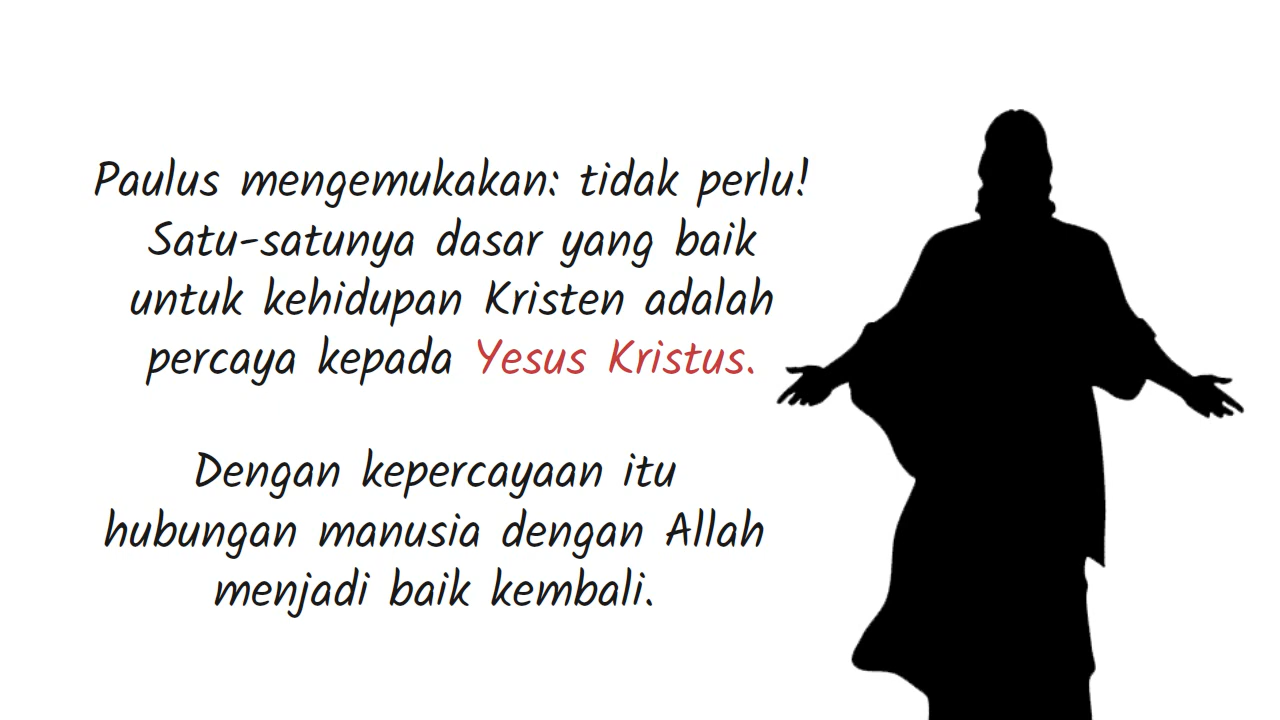 Paulus mengemukakan: tidak perlu!
Satu-satunya dasar yang baik
untuk kehidupan Kristen adalah
percaya kepada Yesus Kristus.
Dengan kepercayaan itu
hubungan manusia dengan Allah
menjadi baik kembali.